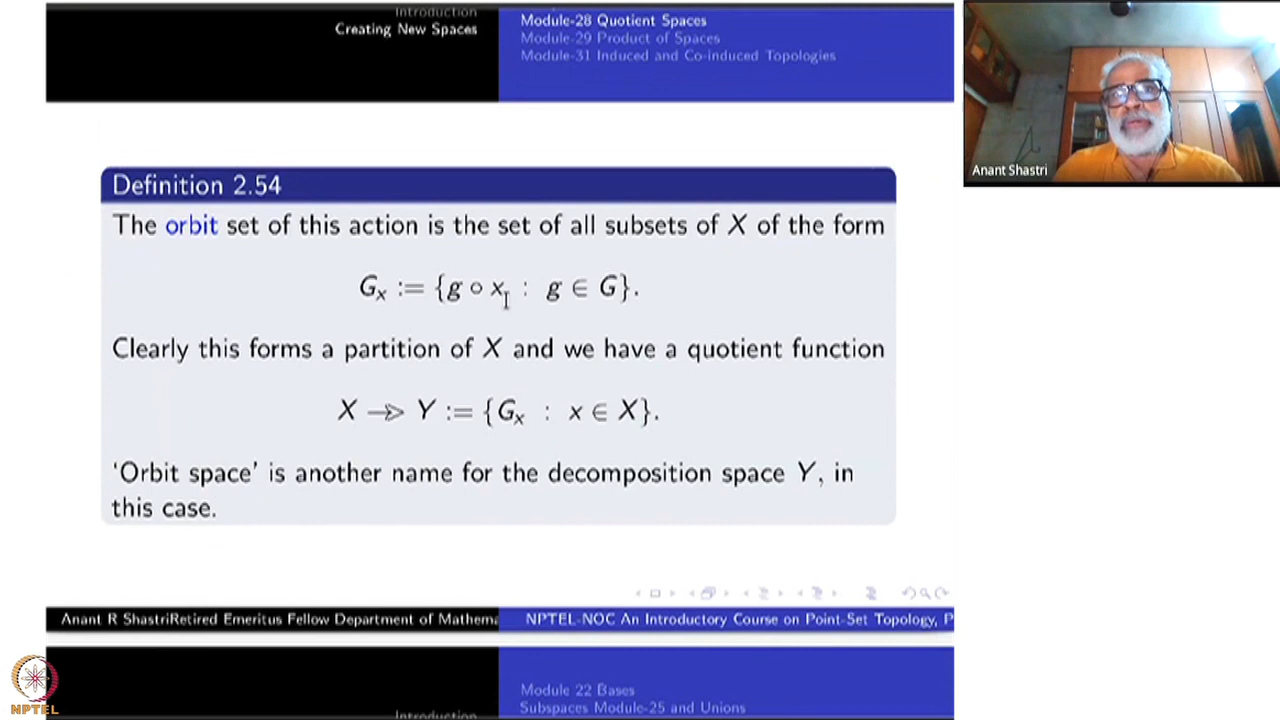 Introduction
Creating New Spaces
Module-28 Quotient Spaces
Module-29 Product of Spaces
Module-31 Induced and Co-induced Topologies
Anant Shastri
Definition 2.54
The orbit set of this action is the set of all subsets of X of the form
Gₓ := {g ∘ x, : g ∈ G}.
Clearly this forms a partition of X and we have a quotient function
X ↠ Y := {Gₓ : x ∈ X}.
‘Orbit space’ is another name for the decomposition space Y, in
this case.
Anant R ShastriRetired Emeritus Fellow Department of Mathema
NPTEL-NOC An Introductory Course on Point-Set Topology, P
Module 22 Bases
Subspaces Module-25 and Unions
Introduction
NPTEL